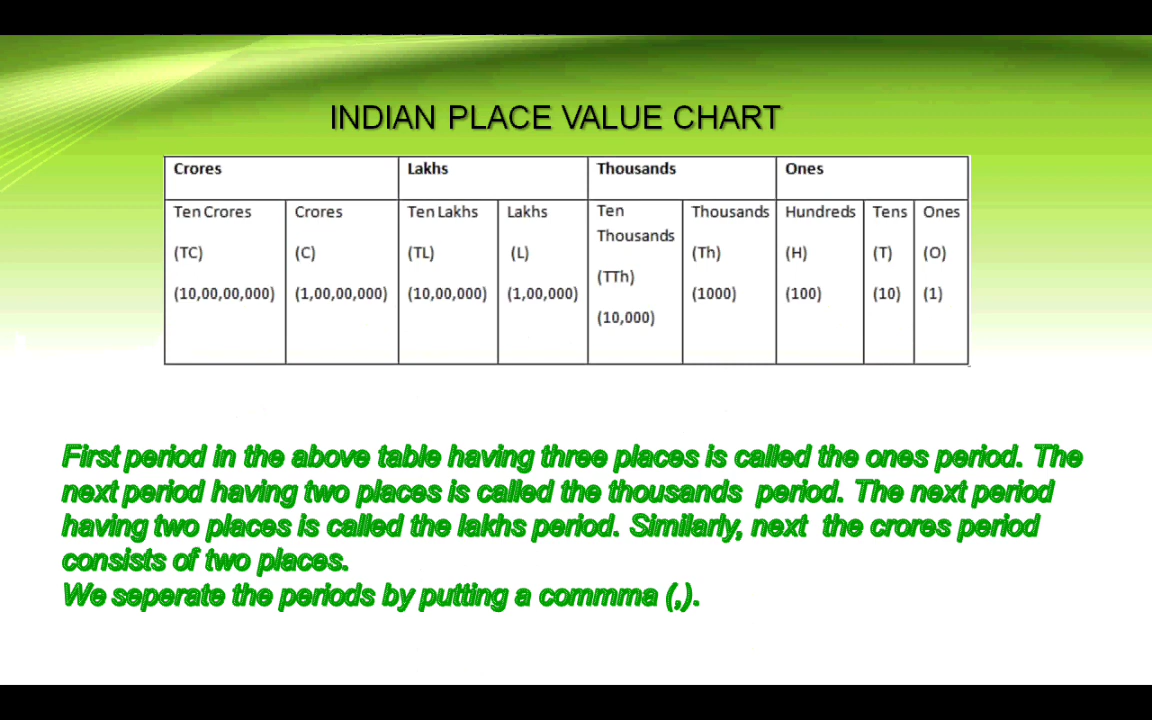 INDIAN PLACE VALUE CHART
Crores Lakhs Thousands Ones
Ten Crores Crores Ten Lakhs Lakhs Ten Thousands Hundreds Tens Ones
Thousands
(TC) (C) (TL) (L) (Th) (H) (T) (O)
(TTh)
(10,00,00,000) (1,00,00,000) (10,00,000) (1,00,000) (1000) (100) (10) (1)
(10,000)
First period in the above table having three places is called the ones period. The
next period having two places is called the thousands period. The next period
having two places is called the lakhs period. Similarly, next the crores period
consists of two places.
We seperate the periods by putting a commma (,).